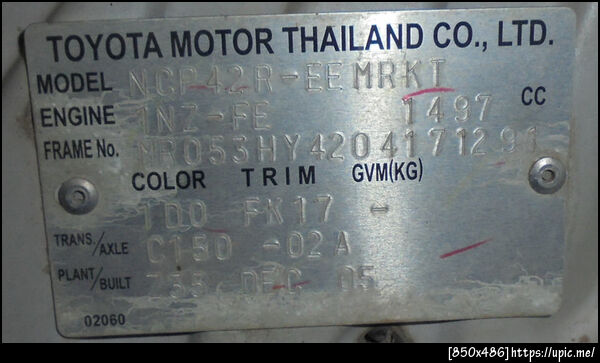 TOYOTA MOTOR THAILAND CO., LTD.
MODEL NCP42R-EEMRKT
ENGINE 1NZ-FE 1497 CC
FRAME No. MR053HY4204171291
COLOR TRIM GVM(KG)
1D0 FK17 -
TRANS./AXLE C150 -02A
PLANT/BUILT DEC 05
02060
[850x486]https://upic.me/